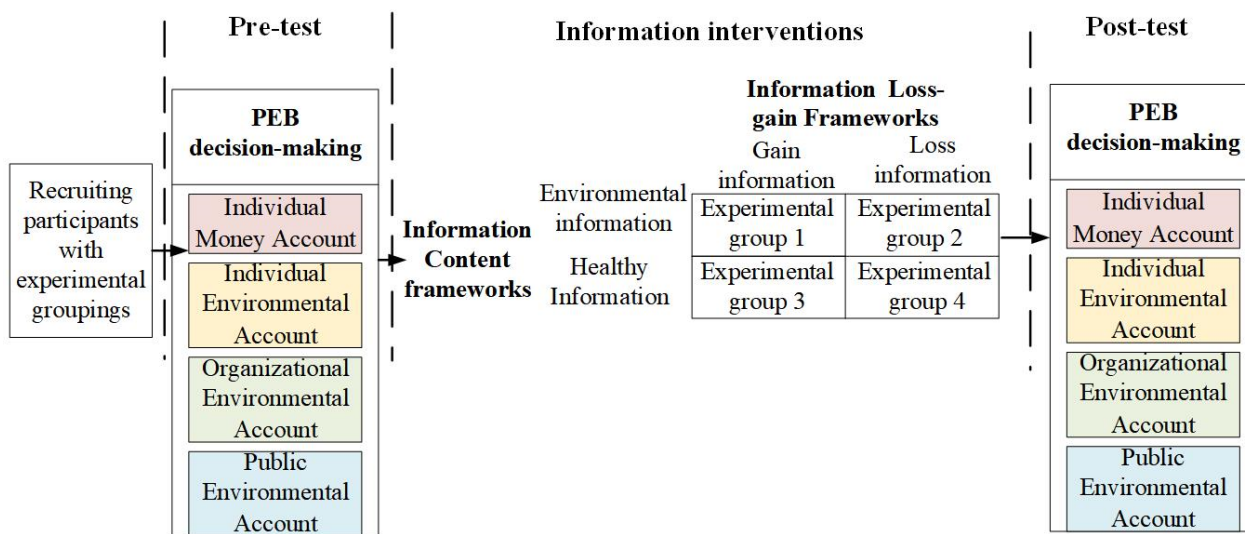 Pre-test
Information interventions
Post-test
Recruiting
participants
with
experimental
groupings
PEB
decision-making
Individual
Money Account
Individual
Environmental
Account
Organizational
Environmental
Account
Public
Environmental
Account
Information
Content
frameworks
Information Loss-
gain Frameworks
Gain
information
Loss
information
Environmental
information
Healthy
Information
Experimental
group 1
Experimental
group 2
Experimental
group 3
Experimental
group 4
PEB
decision-making
Individual
Money Account
Individual
Environmental
Account
Organizational
Environmental
Account
Public
Environmental
Account